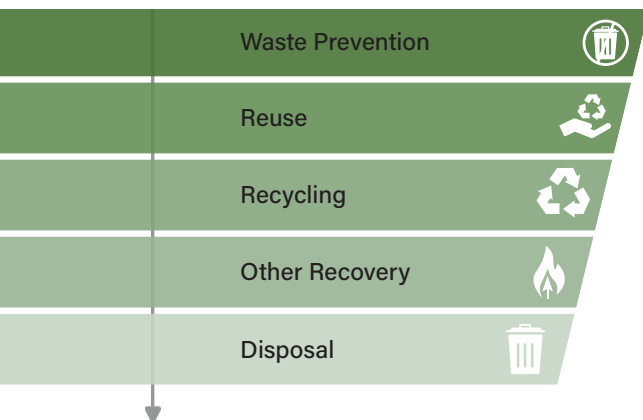 Waste Prevention
Reuse
Recycling
Other Recovery
Disposal